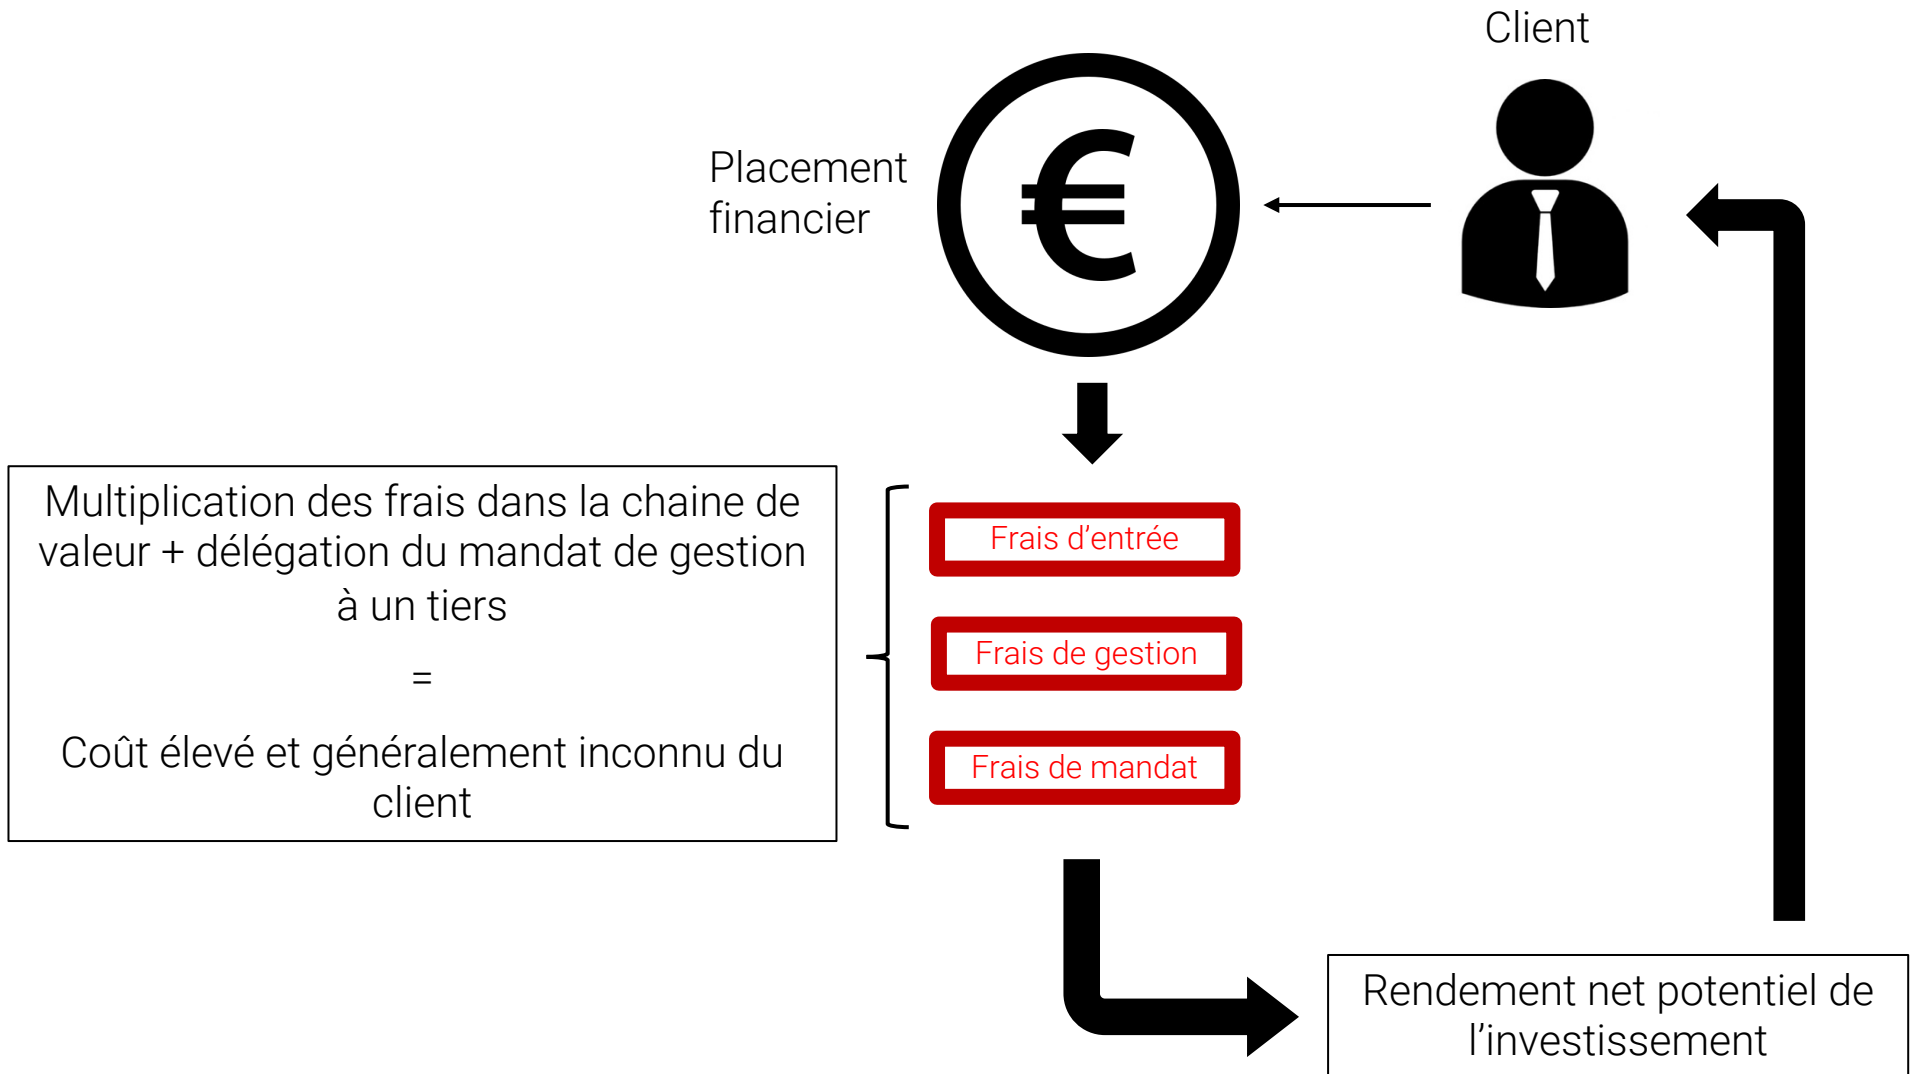 Client
Placement
financier
€
Multiplication des frais dans la chaine de
valeur + délégation du mandat de gestion
à un tiers
=
Coût élevé et généralement inconnu du
client
Frais d’entrée
Frais de gestion
Frais de mandat
Rendement net potentiel de
l’investissement